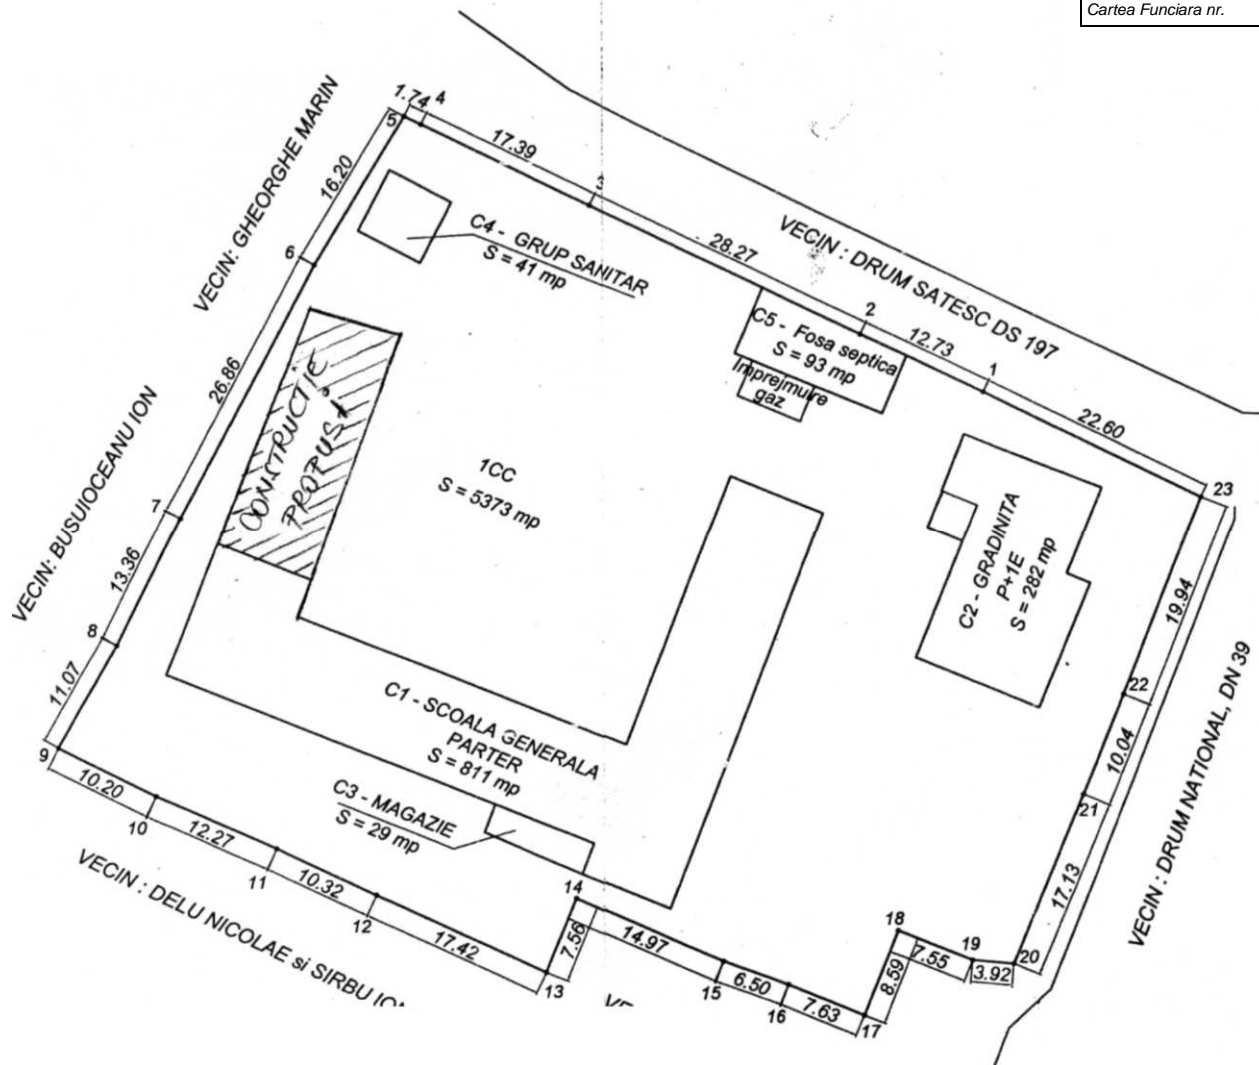 Cartea Funciara nr.
1.74
4
5
17.39
3
VECIN: GHEORGHE MARIN
16.20
C4 - GRUP SANITAR
S = 41 mp
28.27
VECIN : DRUM SATESC DS 197
6
2
12.73
C5 - Fosa septica
S = 93 mp
Imprejmuire
gaz
1
22.60
26.86
CONSTRUCTIE
PROPUSA
1CC
S = 5373 mp
23
VECIN: BUSUIOCEANU ION
7
C2 - GRADINITA
P+1E
S = 282 mp
13.36
19.94
8
11.07
22
C1 - SCOALA GENERALA
PARTER
S = 811 mp
10.04
VECIN : DRUM NATIONAL, DN 39
9
10.20
C3 - MAGAZIE
S = 29 mp
21
10
12.27
17.13
11
10.32
14
12
17.42
7.56
14.97
18
19
20
7.55
3.92
8.59
13
15
6.50
16
7.63
17
VECIN : DELU NICOLAE si SIRBU